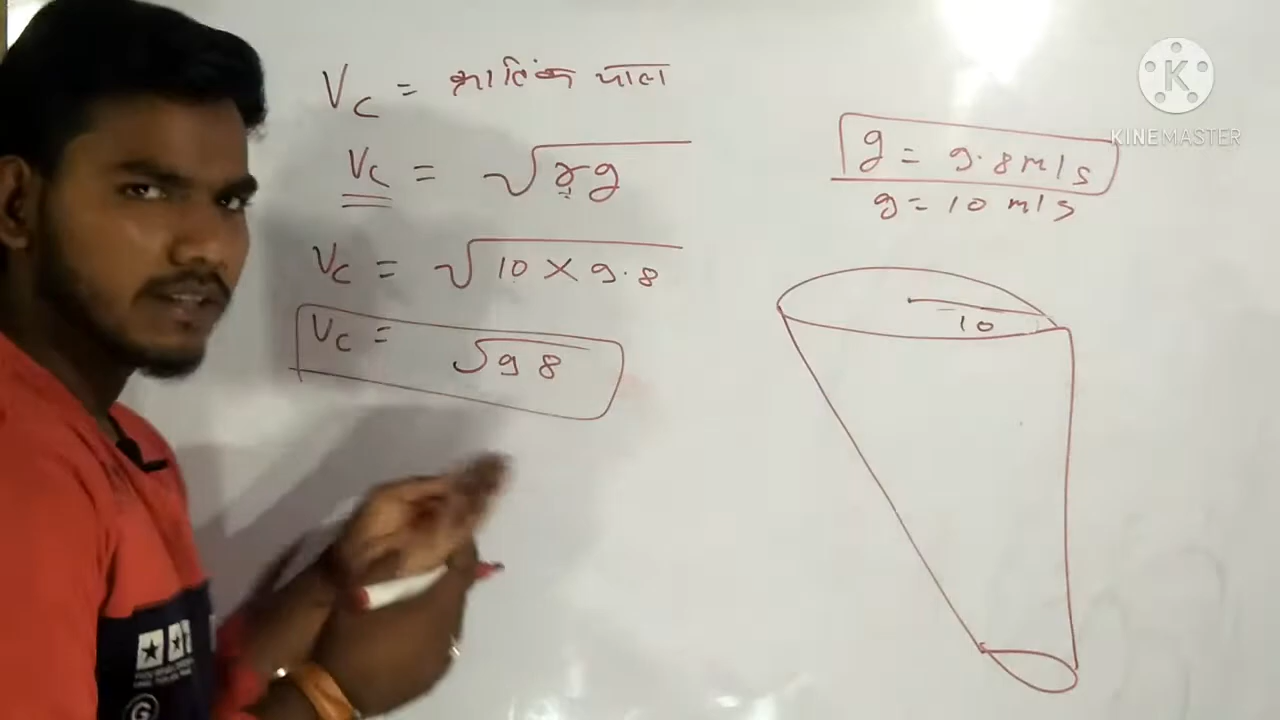 Vc = क्रांतिक चाल
Vc = √rg
Vc = √10 × 9.8
Vc = √98
g = 9.8 m/s
g = 10 m/s
10
K
KINEMASTER
G